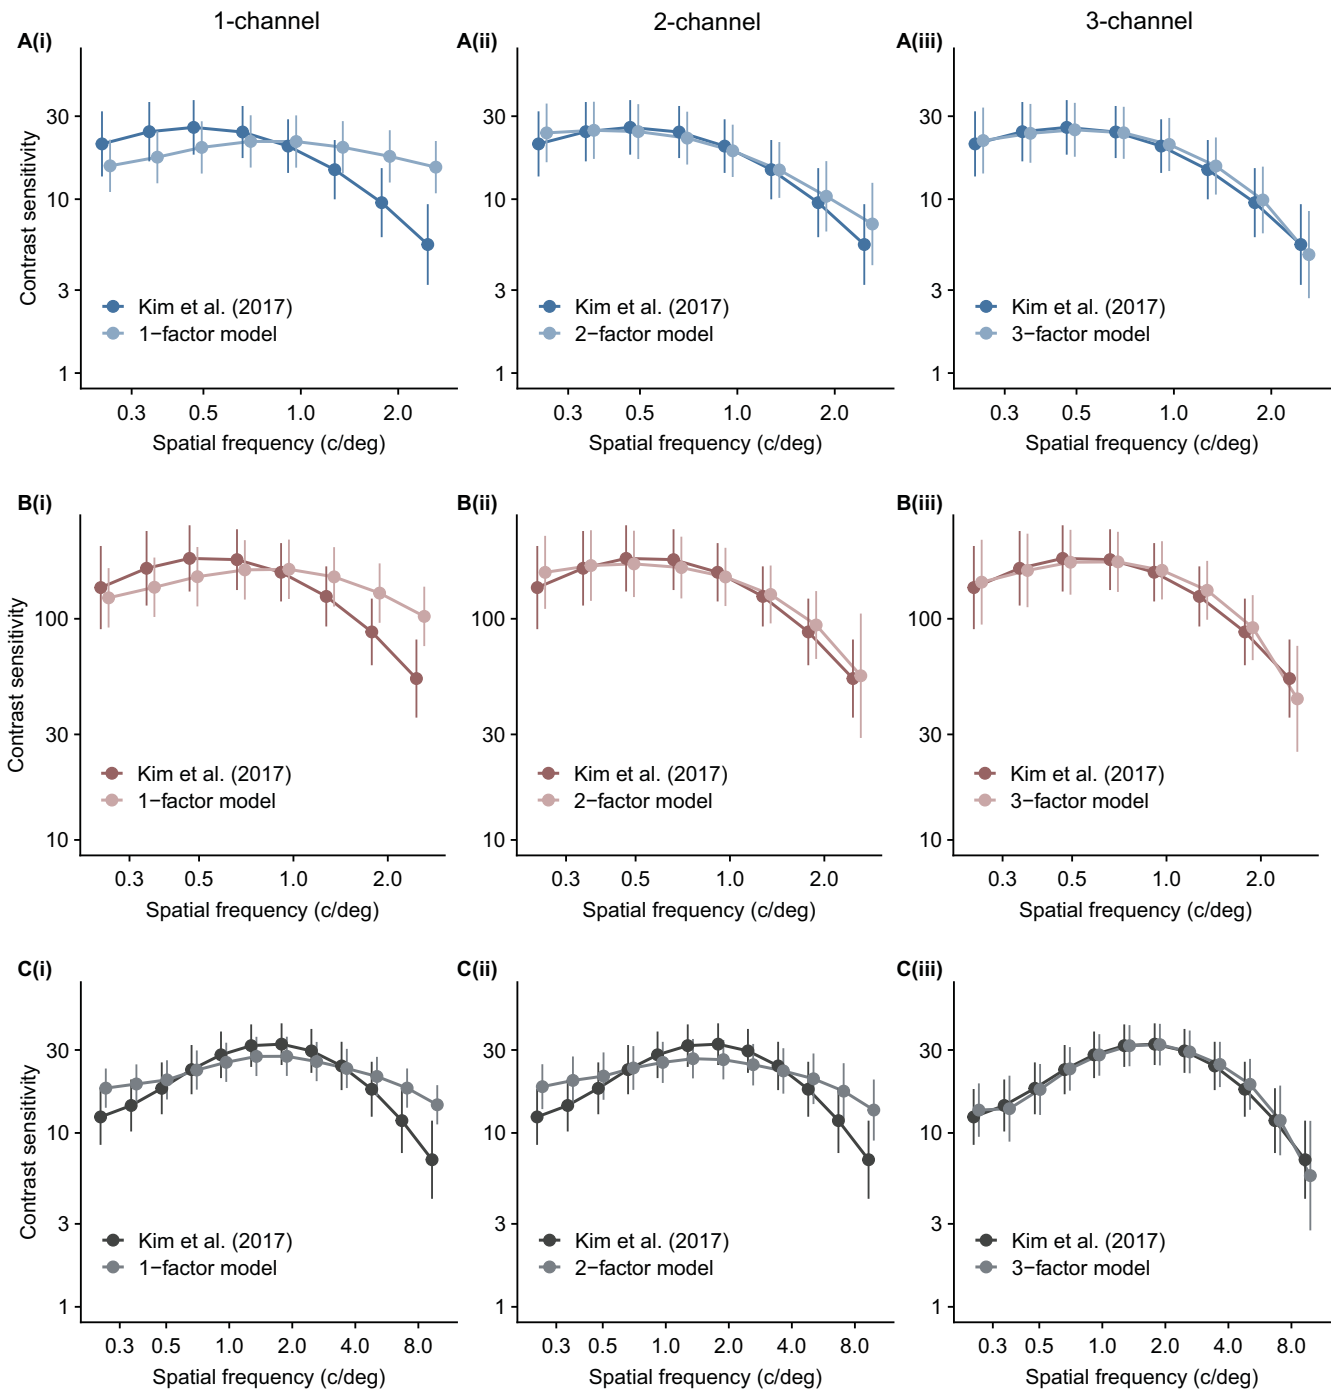 1-channel 2-channel 3-channel
A(i) A(ii) A(iii)
Contrast sensitivity
30 30 30
10 10 10
3 3 3
Kim et al. (2017) Kim et al. (2017) Kim et al. (2017)
1−factor model 2−factor model 3−factor model
1 1 1
0.3 0.5 1.0 2.0 0.3 0.5 1.0 2.0 0.3 0.5 1.0 2.0
Spatial frequency (c/deg) Spatial frequency (c/deg) Spatial frequency (c/deg)
B(i) B(ii) B(iii)
Contrast sensitivity
100 100 100
30 30 30
Kim et al. (2017) Kim et al. (2017) Kim et al. (2017)
1−factor model 2−factor model 3−factor model
10 10 10
0.3 0.5 1.0 2.0 0.3 0.5 1.0 2.0 0.3 0.5 1.0 2.0
Spatial frequency (c/deg) Spatial frequency (c/deg) Spatial frequency (c/deg)
C(i) C(ii) C(iii)
Contrast sensitivity
30 30 30
10 10 10
3 3 3
Kim et al. (2017) Kim et al. (2017) Kim et al. (2017)
1−factor model 2−factor model 3−factor model
1 1 1
0.3 0.5 1.0 2.0 4.0 8.0 0.3 0.5 1.0 2.0 4.0 8.0 0.3 0.5 1.0 2.0 4.0 8.0
Spatial frequency (c/deg) Spatial frequency (c/deg) Spatial frequency (c/deg)